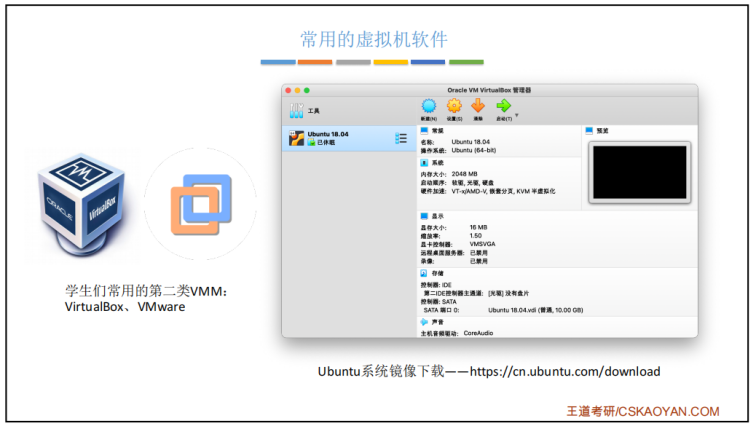 常用的虚拟机软件
Oracle VM VirtualBox 管理器
工具
新建(N) 设置(S) 清除 启动(T)
Ubuntu 18.04
已休眠
常规
名称: Ubuntu 18.04
操作系统: Ubuntu (64-bit)
预览
系统
内存大小: 2048 MB
启动顺序: 软驱, 光驱, 硬盘
硬件加速: VT-x/AMD-V, 嵌套分页, KVM 半虚拟化
显示
显存大小: 16 MB
缩放率: 1.50
显卡控制器: VMSVGA
远程桌面服务器: 已禁用
录像: 已禁用
存储
控制器: IDE
第二IDE控制器主通道: [光驱] 没有盘片
控制器: SATA
SATA 端口 0: Ubuntu 18.04.vdi (普通, 10.00 GB)
声音
主机音频驱动: CoreAudio
ORACLE
VirtualBox
学生们常用的第二类VMM：
VirtualBox、VMware
Ubuntu系统镜像下载——https://cn.ubuntu.com/download
王道考研/CSKAOYAN.COM